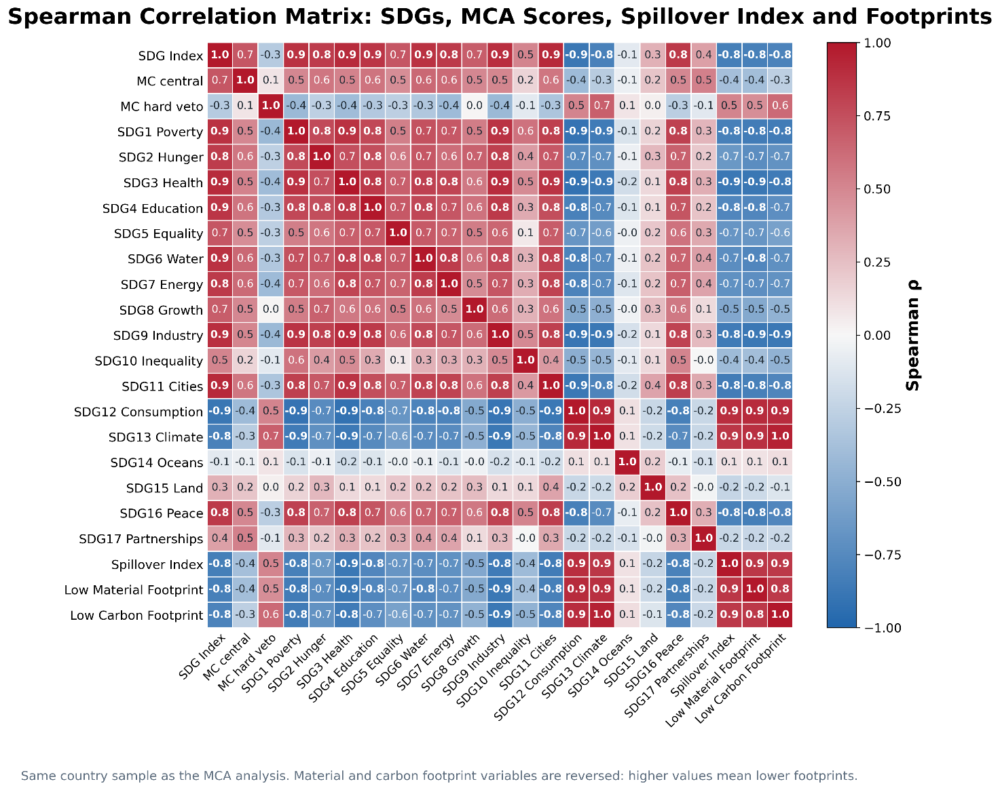 Spearman Correlation Matrix: SDGs, MCA Scores, Spillover Index and Footprints
SDG Index 1.0 0.7 -0.3 0.9 0.8 0.9 0.9 0.7 0.9 0.8 0.7 0.9 0.5 0.9 -0.9 -0.8 -0.1 0.3 0.8 0.4 -0.8 -0.8 -0.8
MC central 0.7 1.0 0.1 0.5 0.6 0.5 0.6 0.5 0.6 0.6 0.5 0.5 0.2 0.6 -0.4 -0.3 -0.1 0.2 0.5 0.5 -0.4 -0.4 -0.3
MC hard veto -0.3 0.1 1.0 -0.4 -0.3 -0.4 -0.3 -0.3 -0.3 -0.4 0.0 -0.4 -0.1 -0.3 0.5 0.7 0.1 0.0 -0.3 -0.1 0.5 0.5 0.6
SDG1 Poverty 0.9 0.5 -0.4 1.0 0.8 0.9 0.8 0.5 0.7 0.7 0.5 0.9 0.6 0.8 -0.9 -0.9 -0.1 0.2 0.8 0.3 -0.8 -0.8 -0.8
SDG2 Hunger 0.8 0.6 -0.3 0.8 1.0 0.7 0.8 0.6 0.7 0.6 0.7 0.8 0.4 0.7 -0.7 -0.7 -0.1 0.3 0.7 0.2 -0.7 -0.7 -0.7
SDG3 Health 0.9 0.5 -0.4 0.9 0.7 1.0 0.8 0.7 0.8 0.8 0.6 0.9 0.5 0.9 -0.9 -0.9 -0.2 0.1 0.8 0.3 -0.9 -0.9 -0.8
SDG4 Education 0.9 0.6 -0.3 0.8 0.8 0.8 1.0 0.7 0.8 0.7 0.6 0.8 0.3 0.8 -0.8 -0.7 -0.1 0.1 0.7 0.2 -0.8 -0.8 -0.7
SDG5 Equality 0.7 0.5 -0.3 0.5 0.6 0.7 0.7 1.0 0.7 0.7 0.5 0.6 0.1 0.7 -0.7 -0.6 -0.0 0.2 0.6 0.3 -0.7 -0.7 -0.6
SDG6 Water 0.9 0.6 -0.3 0.7 0.7 0.8 0.8 0.7 1.0 0.8 0.6 0.8 0.3 0.8 -0.8 -0.7 -0.1 0.2 0.7 0.4 -0.7 -0.8 -0.7
SDG7 Energy 0.8 0.6 -0.4 0.7 0.6 0.8 0.7 0.7 0.8 1.0 0.5 0.7 0.3 0.8 -0.8 -0.7 -0.1 0.2 0.7 0.4 -0.7 -0.7 -0.7
SDG8 Growth 0.7 0.5 0.0 0.5 0.7 0.6 0.6 0.5 0.6 0.5 1.0 0.6 0.3 0.6 -0.5 -0.5 -0.0 0.3 0.6 0.1 -0.5 -0.5 -0.5
SDG9 Industry 0.9 0.5 -0.4 0.9 0.8 0.9 0.8 0.6 0.8 0.7 0.6 1.0 0.5 0.8 -0.9 -0.9 -0.2 0.1 0.8 0.3 -0.8 -0.9 -0.9
SDG10 Inequality 0.5 0.2 -0.1 0.6 0.4 0.5 0.3 0.1 0.3 0.3 0.3 0.5 1.0 0.4 -0.5 -0.5 -0.1 0.1 0.5 -0.0 -0.4 -0.4 -0.5
SDG11 Cities 0.9 0.6 -0.3 0.8 0.7 0.9 0.8 0.7 0.8 0.8 0.6 0.8 0.4 1.0 -0.9 -0.8 -0.2 0.4 0.8 0.3 -0.8 -0.8 -0.8
SDG12 Consumption -0.9 -0.4 0.5 -0.9 -0.7 -0.9 -0.8 -0.7 -0.8 -0.8 -0.5 -0.9 -0.5 -0.9 1.0 0.9 0.1 -0.2 -0.8 -0.2 0.9 0.9 0.9
SDG13 Climate -0.8 -0.3 0.7 -0.9 -0.7 -0.9 -0.7 -0.6 -0.7 -0.7 -0.5 -0.9 -0.5 -0.8 0.9 1.0 0.1 -0.2 -0.7 -0.2 0.9 0.9 1.0
SDG14 Oceans -0.1 -0.1 0.1 -0.1 -0.1 -0.2 -0.1 -0.0 -0.1 -0.1 -0.0 -0.2 -0.1 -0.2 0.1 0.1 1.0 0.2 -0.1 -0.1 0.1 0.1 0.1
SDG15 Land 0.3 0.2 0.0 0.2 0.3 0.1 0.1 0.2 0.2 0.2 0.3 0.1 0.1 0.4 -0.2 -0.2 0.2 1.0 0.2 -0.0 -0.2 -0.2 -0.1
SDG16 Peace 0.8 0.5 -0.3 0.8 0.7 0.8 0.7 0.6 0.7 0.7 0.6 0.8 0.5 0.8 -0.8 -0.7 -0.1 0.2 1.0 0.3 -0.8 -0.8 -0.8
SDG17 Partnerships 0.4 0.5 -0.1 0.3 0.2 0.3 0.2 0.3 0.4 0.4 0.1 0.3 -0.0 0.3 -0.2 -0.2 -0.1 -0.0 0.3 1.0 -0.2 -0.2 -0.2
Spillover Index -0.8 -0.4 0.5 -0.8 -0.7 -0.9 -0.8 -0.7 -0.7 -0.7 -0.5 -0.8 -0.4 -0.8 0.9 0.9 0.1 -0.2 -0.8 -0.2 1.0 0.9 0.9
Low Material Footprint -0.8 -0.4 0.5 -0.8 -0.7 -0.9 -0.8 -0.7 -0.8 -0.7 -0.5 -0.9 -0.4 -0.8 0.9 0.9 0.1 -0.2 -0.8 -0.2 0.9 1.0 0.8
Low Carbon Footprint -0.8 -0.3 0.6 -0.8 -0.7 -0.8 -0.7 -0.6 -0.7 -0.7 -0.5 -0.9 -0.5 -0.8 0.9 1.0 0.1 -0.1 -0.8 -0.2 0.9 0.8 1.0
SDG Index
MC central
MC hard veto
SDG1 Poverty
SDG2 Hunger
SDG3 Health
SDG4 Education
SDG5 Equality
SDG6 Water
SDG7 Energy
SDG8 Growth
SDG9 Industry
SDG10 Inequality
SDG11 Cities
SDG12 Consumption
SDG13 Climate
SDG14 Oceans
SDG15 Land
SDG16 Peace
SDG17 Partnerships
Spillover Index
Low Material Footprint
Low Carbon Footprint
1.00
0.75
0.50
0.25
0.00
−0.25
−0.50
−0.75
−1.00
Spearman ρ
Same country sample as the MCA analysis. Material and carbon footprint variables are reversed: higher values mean lower footprints.